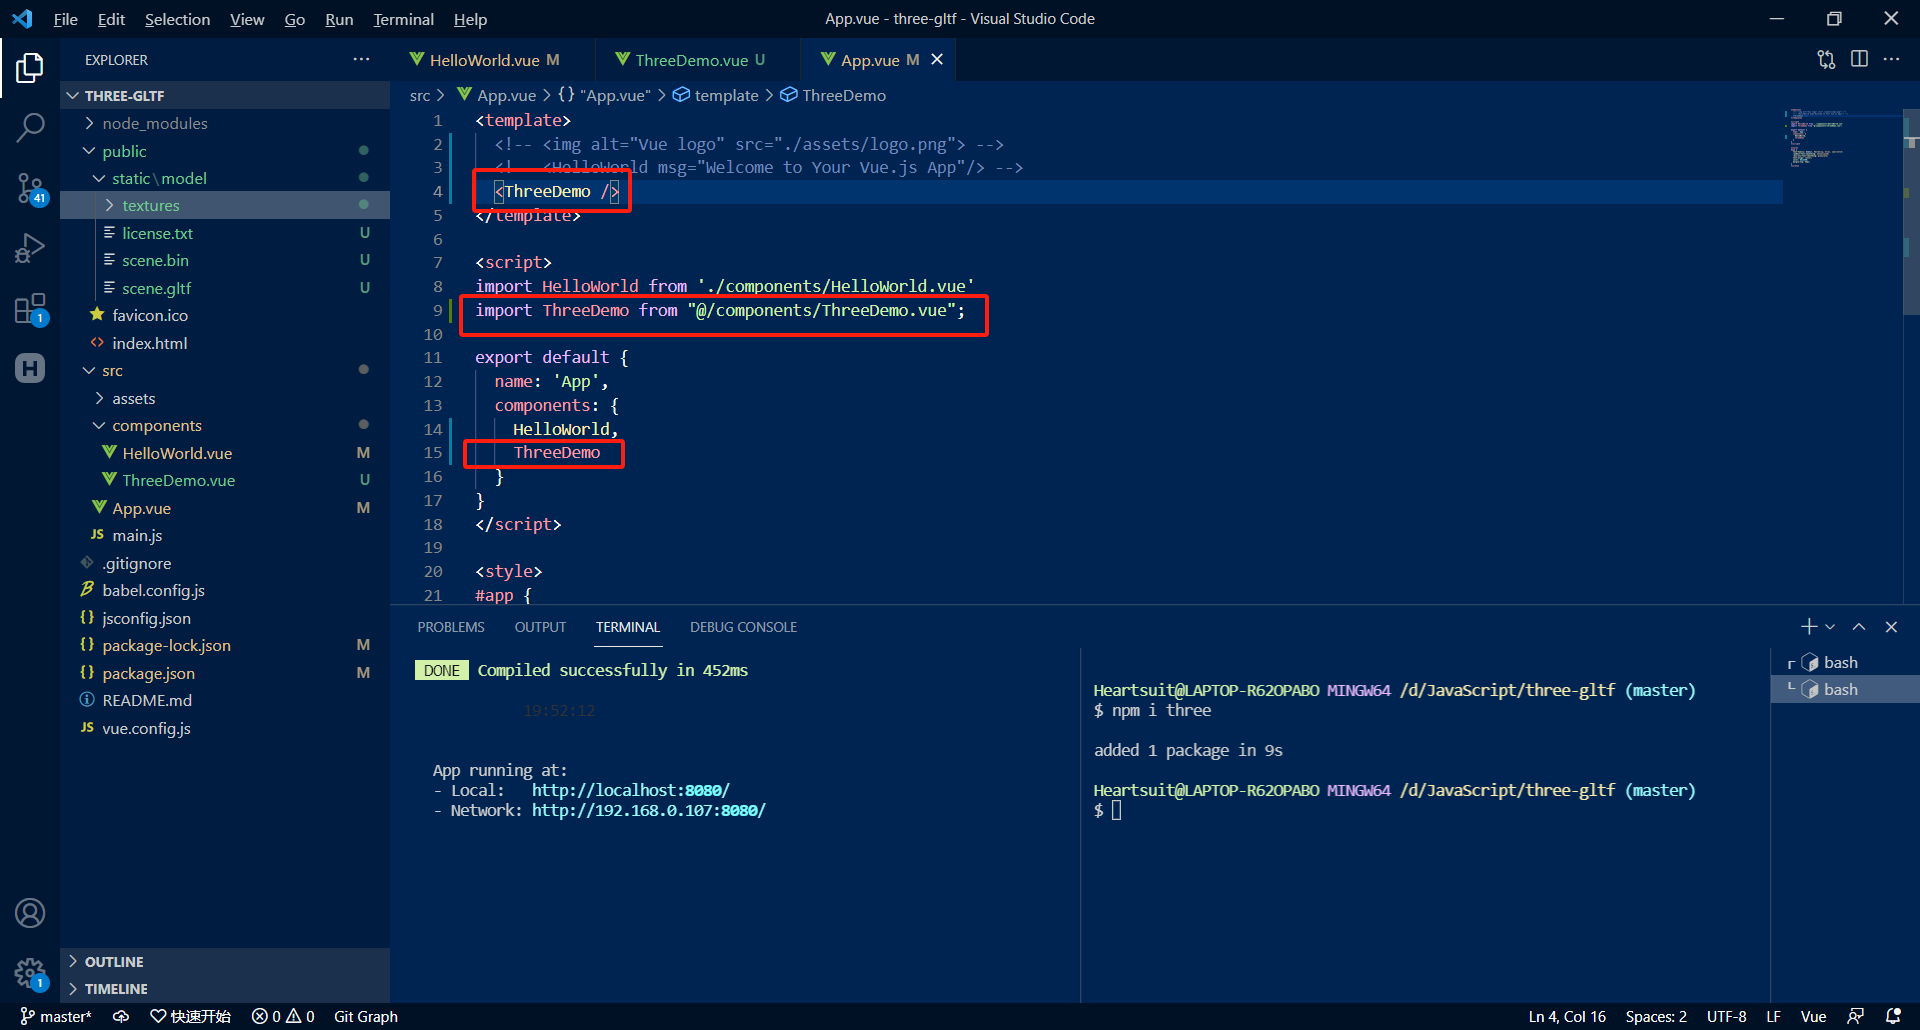 File Edit Selection View Go Run Terminal Help
App.vue - three-gltf - Visual Studio Code
EXPLORER
THREE-GLTF
node_modules
public
static\model
textures
license.txt U
scene.bin U
scene.gltf U
favicon.ico
index.html
src
assets
components
HelloWorld.vue M
ThreeDemo.vue U
App.vue M
JS main.js
.gitignore
babel.config.js
{} jsconfig.json
{} package-lock.json M
{} package.json M
README.md
JS vue.config.js
OUTLINE
TIMELINE
41
1
H
1
HelloWorld.vue M
ThreeDemo.vue U
App.vue M
src > App.vue > {} "App.vue" > template > ThreeDemo
1 <template>
2 <!-- <img alt="Vue logo" src="./assets/logo.png"> -->
3 <!-- <HelloWorld msg="Welcome to Your Vue.js App"/> -->
4 <ThreeDemo />
5 </template>
6
7 <script>
8 import HelloWorld from './components/HelloWorld.vue'
9 import ThreeDemo from "@/components/ThreeDemo.vue";
10
11 export default {
12 name: 'App',
13 components: {
14 HelloWorld,
15 ThreeDemo
16 }
17 }
18 </script>
19
20 <style>
21 #app {
PROBLEMS OUTPUT TERMINAL DEBUG CONSOLE
DONE Compiled successfully in 452ms
19:52:12
App running at:
- Local: http://localhost:8080/
- Network: http://192.168.0.107:8080/
Heartsuit@LAPTOP-R62OPABO MINGW64 /d/JavaScript/three-gltf (master)
$ npm i three
added 1 package in 9s
Heartsuit@LAPTOP-R62OPABO MINGW64 /d/JavaScript/three-gltf (master)
$
bash
bash
master* 快速开始 0 0 Git Graph
Ln 4, Col 16 Spaces: 2 UTF-8 LF Vue